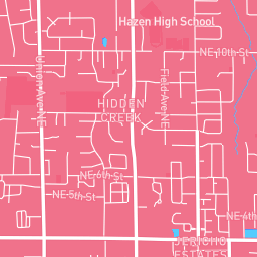 Hazen High School
NE 10th St
Union Ave NE
Field Ave NE
HIDDEN
CREEK
NE 6th St
NE 5th St
NE 4th
JERICHO
ESTATES